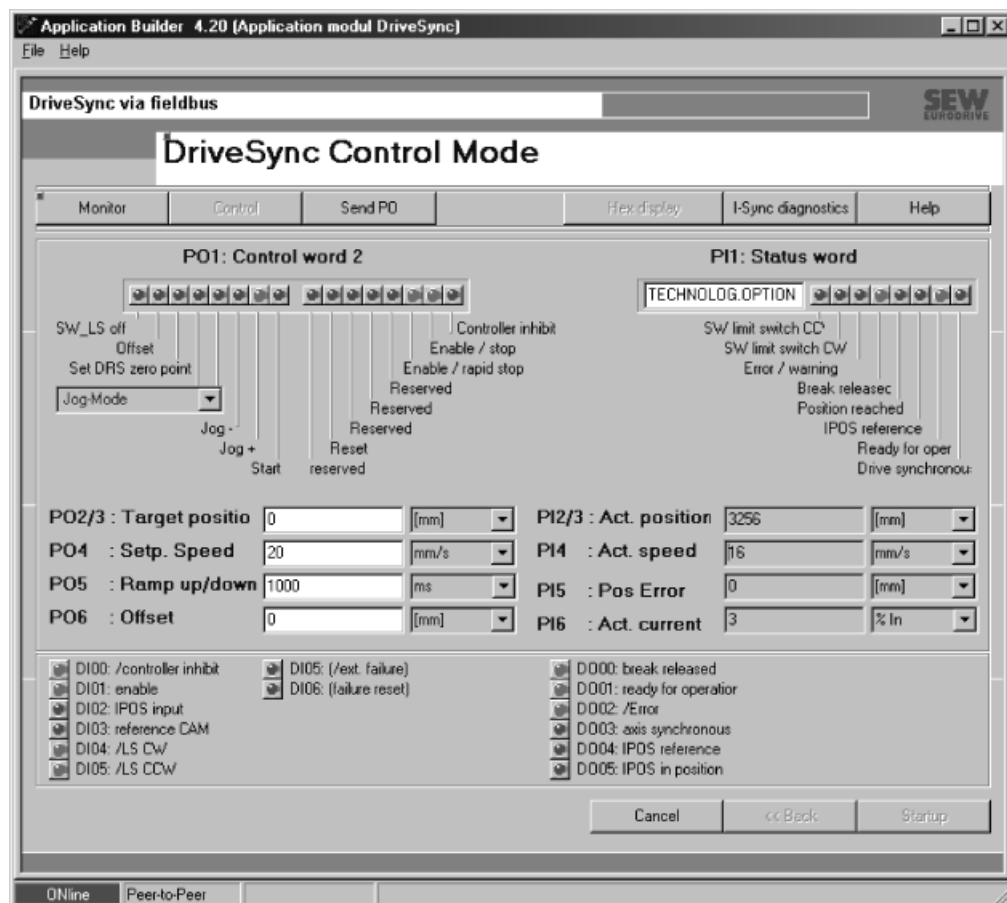 Application Builder 4.20 (Application modul DriveSync)
File Help
DriveSync via fieldbus
SEW
EURODRIVE
DriveSync Control Mode
Monitor Control Send PO Hex display I-Sync diagnostics Help
PO1: Control word 2 PI1: Status word
TECHNOLOG.OPTION
SW_LS off Controller inhibit SW limit switch CC
Offset Enable / stop SW limit switch CW
Set DRS zero point Enable / rapid stop Error / warning
Jog-Mode Reserved Break released
Reserved Position reached
Jog - Reserved IPOS reference
Jog + Reset Ready for oper
Start reserved Drive synchronou
PO2/3 : Target positio 0 [mm] PI2/3 : Act. position 3256 [mm]
PO4 : Setp. Speed 20 mm/s PI4 : Act. speed 16 mm/s
PO5 : Ramp up/down 1000 ms PI5 : Pos Error 0 [mm]
PO6 : Offset 0 [mm] PI6 : Act. current 3 % In
DI00: /controller inhibit DI05: (/ext. failure) DO00: break released
DI01: enable DI06: (failure reset) DO01: ready for operatior
DI02: IPOS input DO02: /Error
DI03: reference CAM DO03: axis synchronous
DI04: /LS CW DO04: IPOS reference
DI05: /LS CCW DO05: IPOS in position
Cancel << Back Startup
ONline Peer-to-Peer